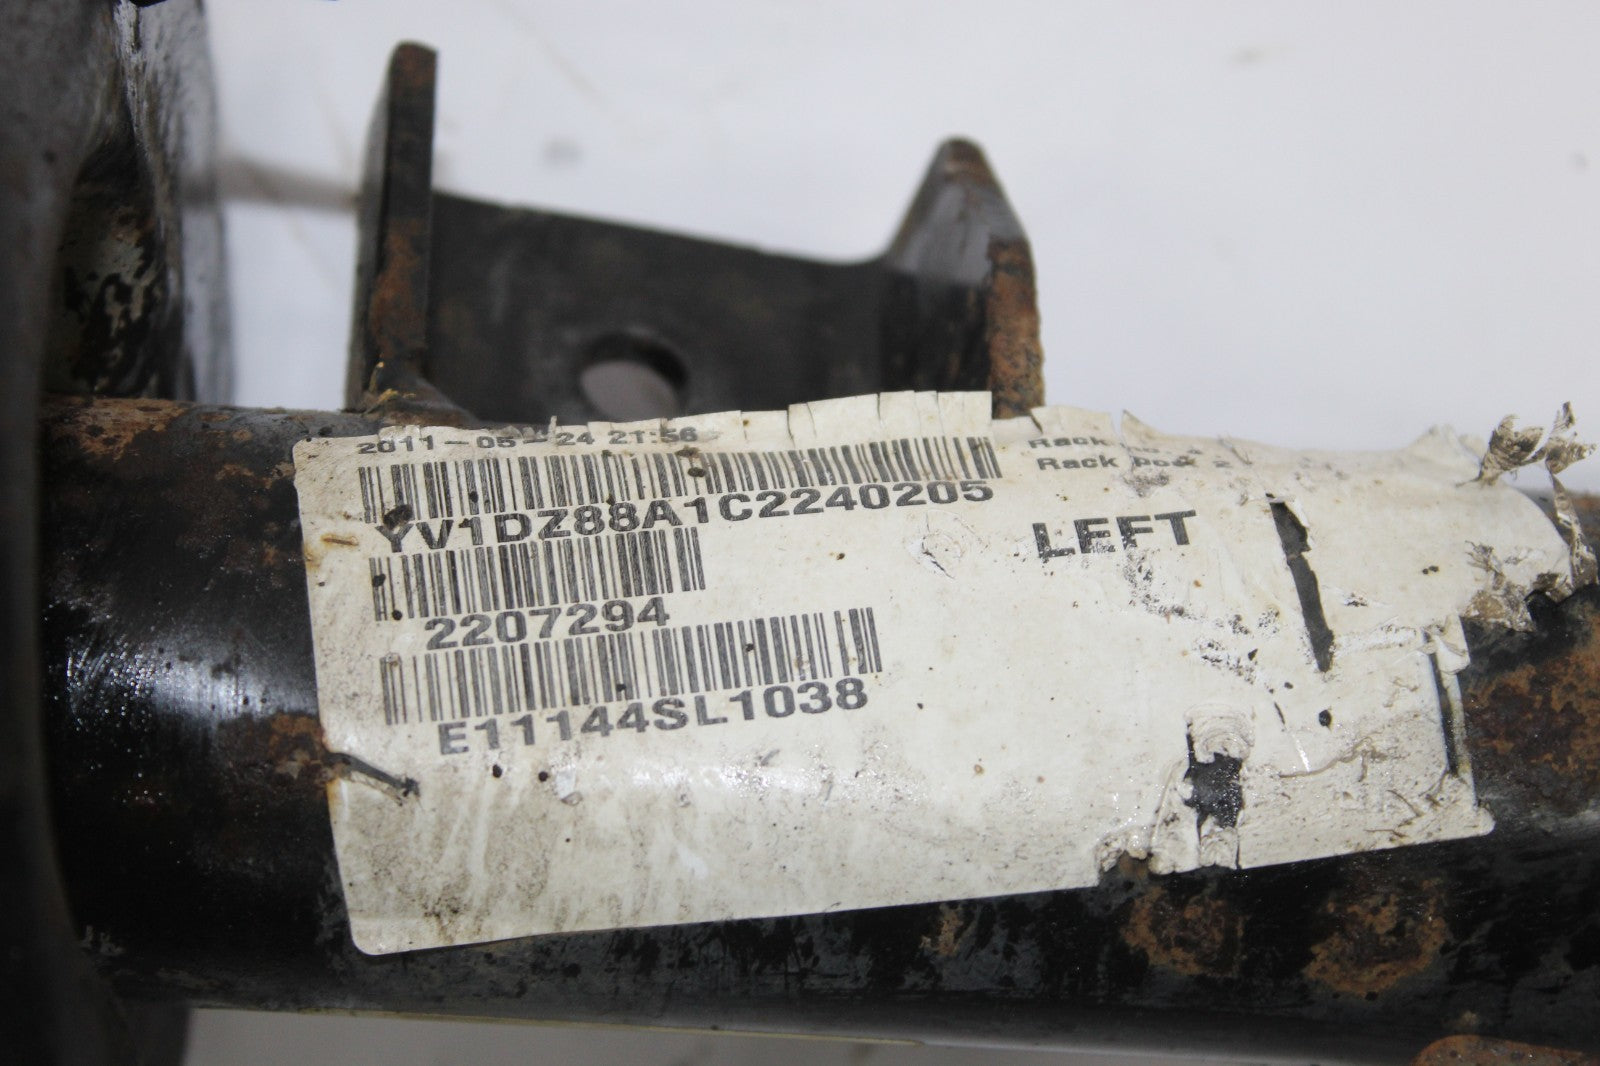 2011-05-24 21:56
Rack
Rack Pos: 2
YV1DZ88A1C2240205
LEFT
2207294
E11144SL1038